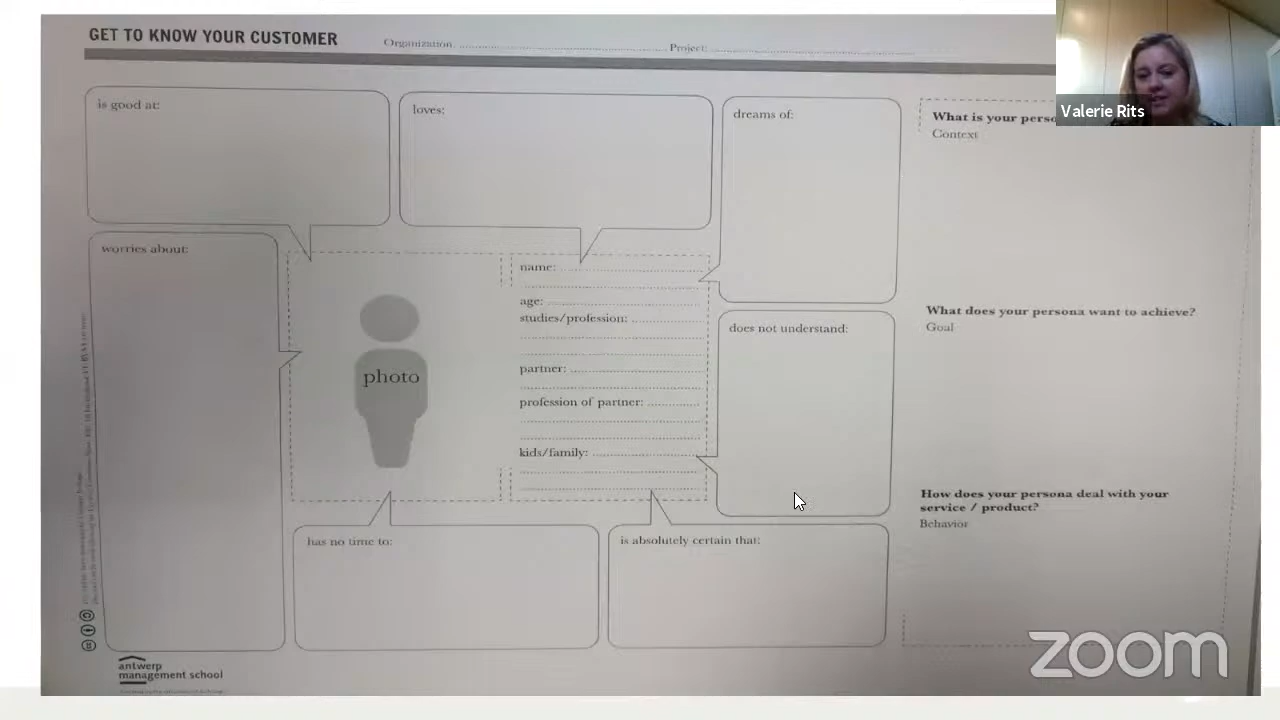 GET TO KNOW YOUR CUSTOMER
Organization:
Project:
Valerie Rits
is good at:
loves:
dreams of:
What is your
Context
worries about:
name:
age:
studies/profession:
partner:
profession of partner:
kids/family:
photo
does not understand:
What does your persona want to achieve?
Goal
How does your persona deal with your
service / product?
Behavior
has no time to:
is absolutely certain that:
antwerp
management school
zoom